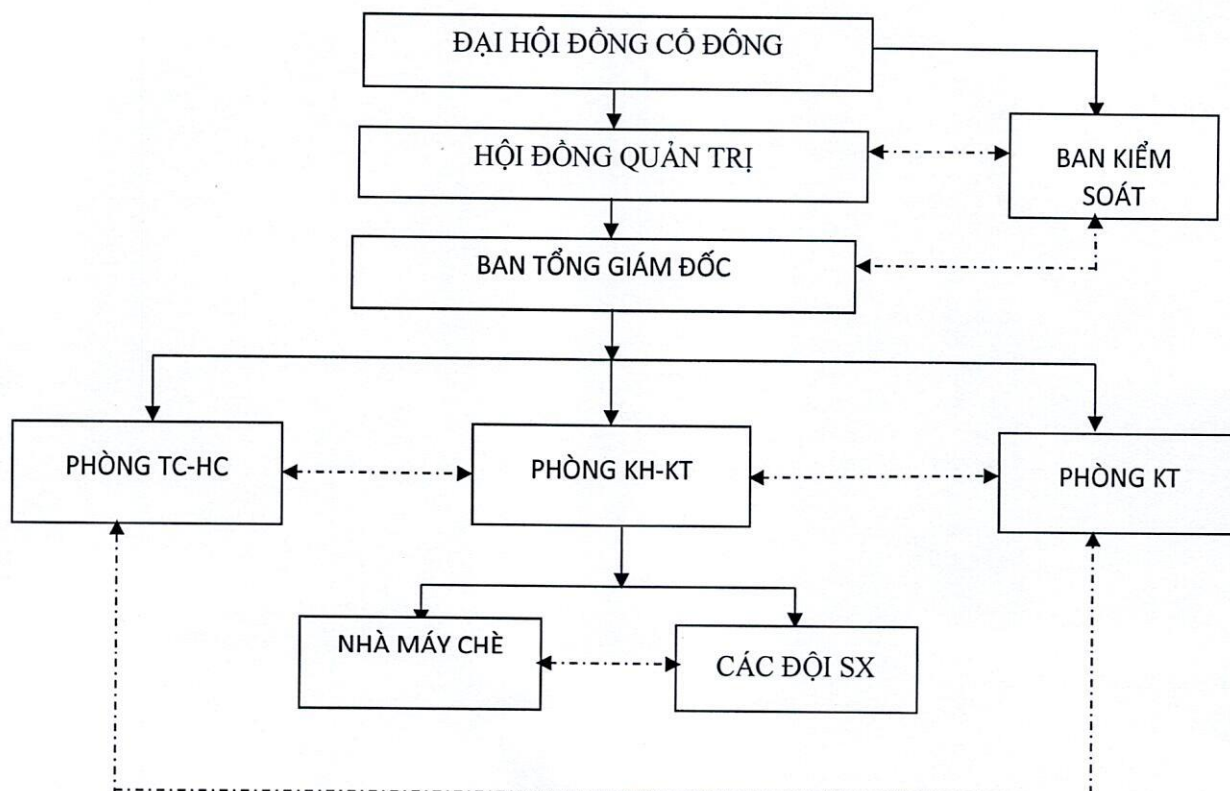 ĐẠI HỘI ĐỒNG CỔ ĐÔNG
HỘI ĐỒNG QUẢN TRỊ
BAN KIỂM
SOÁT
BAN TỔNG GIÁM ĐỐC
PHÒNG TC-HC
PHÒNG KH-KT
PHÒNG KT
NHÀ MÁY CHÈ
CÁC ĐỘI SX